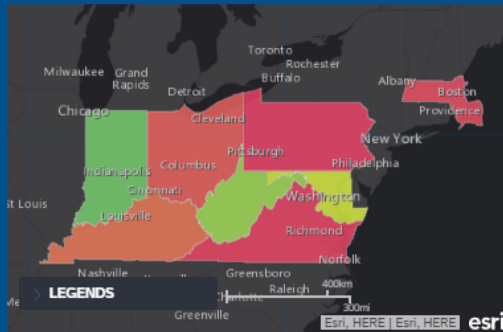 Toronto
Rochester
Milwaukee
Grand
Rapids
Buffalo
Detroit
Albany
Boston
Chicago
Cleveland
Providence
New York
Pittsburgh
Columbus
Philadelphia
Indianapolis
Cincinnati
Washington
St Louis
Louisville
Richmond
Norfolk
Nashville
Greensboro
LEGENDS
Raleigh
400km
Charlotte
300mi
Greenville
Esri, HERE | Esri, HERE
esri